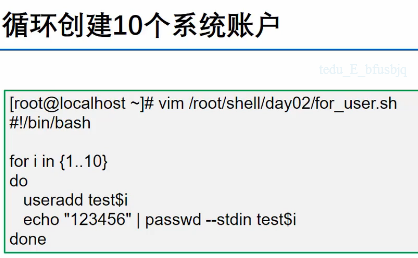 循环创建10个系统账户
tedu_E_bfusbjq
[root@localhost ~]# vim /root/shell/day02/for_user.sh
#!/bin/bash
for i in {1..10}
do
useradd test$i
echo "123456" | passwd --stdin test$i
done